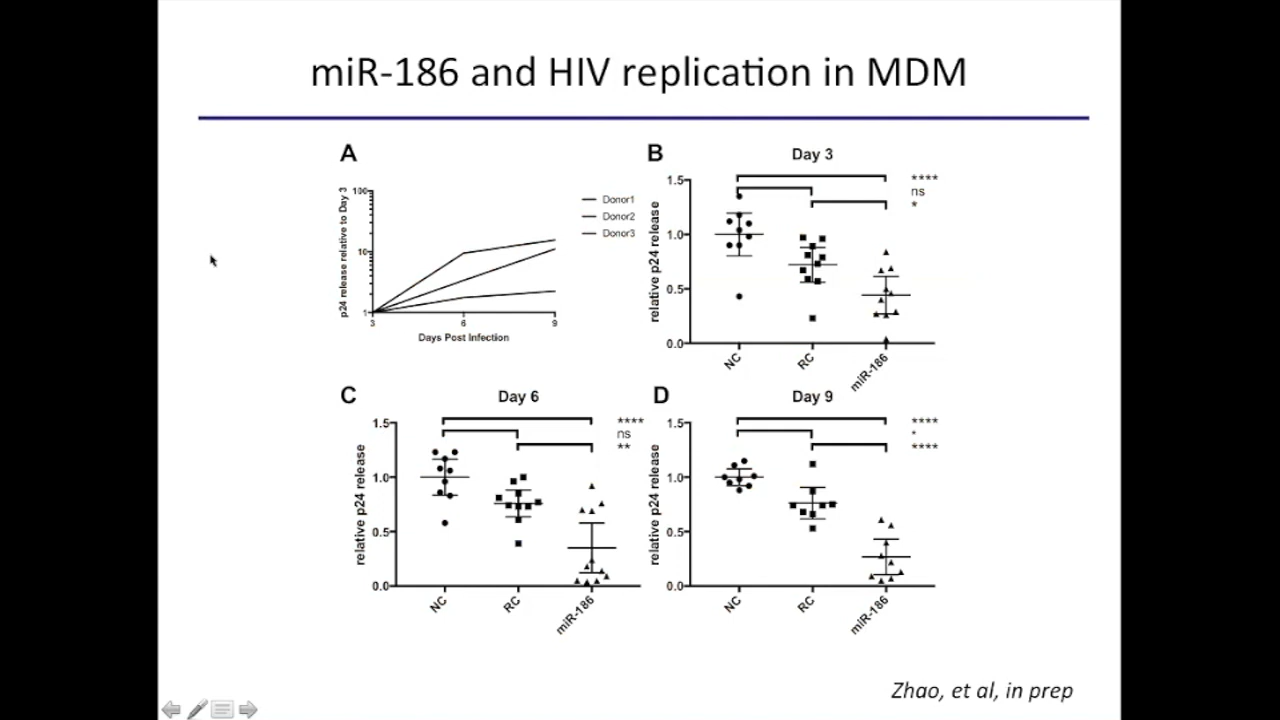 miR-186 and HIV replication in MDM
A
p24 release relative to Day 3
100
10
1
3
6
9
Days Post Infection
Donor1
Donor2
Donor3
B
Day 3
relative p24 release
1.5
1.0
0.5
0.0
NC
RC
miR-186
****
ns
*
C
Day 6
relative p24 release
1.5
1.0
0.5
0.0
NC
RC
miR-186
****
ns
**
D
Day 9
relative p24 release
1.5
1.0
0.5
0.0
NC
RC
miR-186
****
*
****
Zhao, et al, in prep